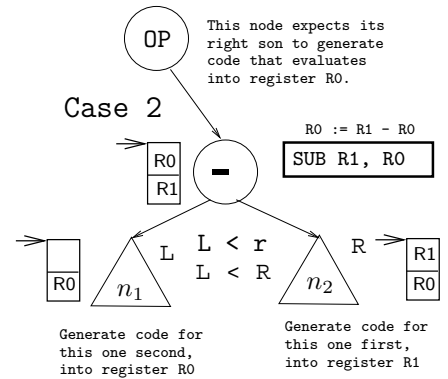 OP
This node expects its
right son to generate
code that evaluates
into register R0.
Case 2
R0 := R1 - R0
SUB R1, R0
R0
R1
-
L
L < r
L < R
R
R0
n1
n2
R1
R0
Generate code for
this one second,
into register R0
Generate code for
this one first,
into register R1